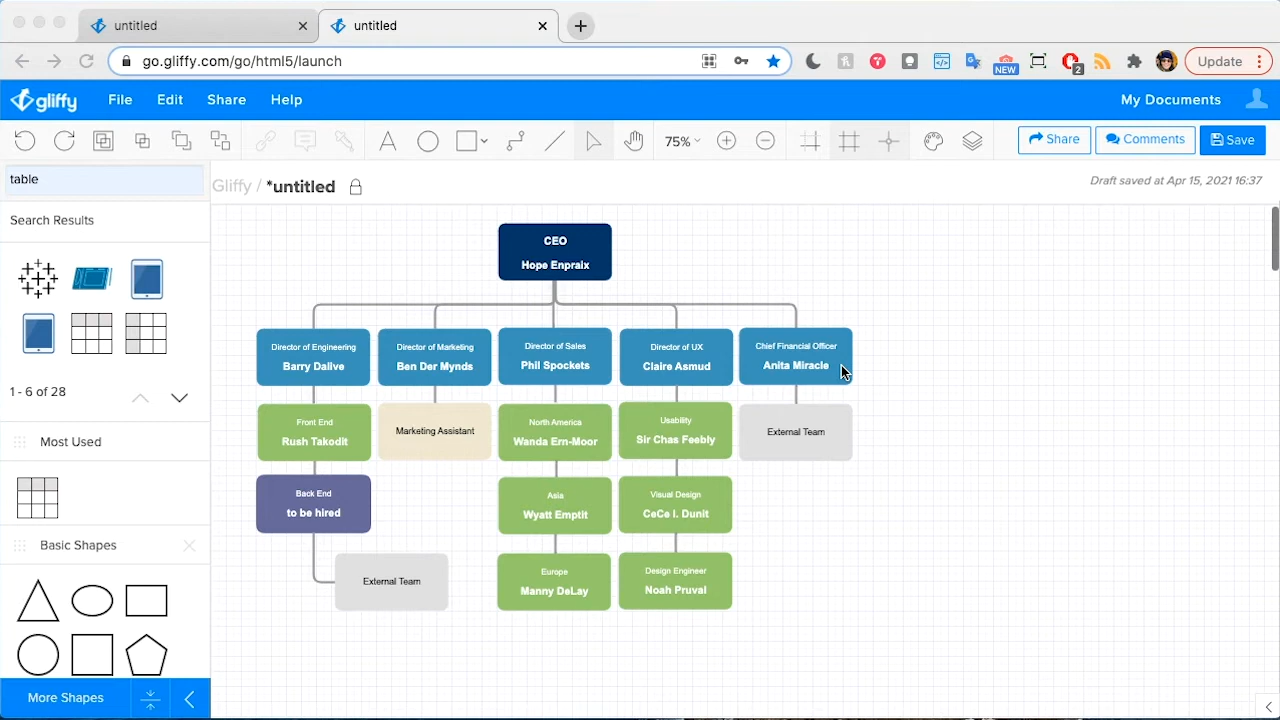 untitled
untitled
go.gliffy.com/go/html5/launch
NEW
2
Update
gliffy
File
Edit
Share
Help
My Documents
75%
Share
Comments
Save
table
Gliffy / *untitled
Draft saved at Apr 15, 2021 16:37
Search Results
1 - 6 of 28
Most Used
Basic Shapes
More Shapes
CEO
Hope Enpraix
Director of Engineering
Barry Dalive
Director of Marketing
Ben Der Mynds
Director of Sales
Phil Spockets
Director of UX
Claire Asmud
Chief Financial Officer
Anita Miracle
Front End
Rush Takodit
Marketing Assistant
North America
Wanda Ern-Moor
Usability
Sir Chas Feebly
External Team
Back End
to be hired
Asia
Wyatt Emptit
Visual Design
CeCe I. Dunit
External Team
Europe
Manny DeLay
Design Engineer
Noah Pruval